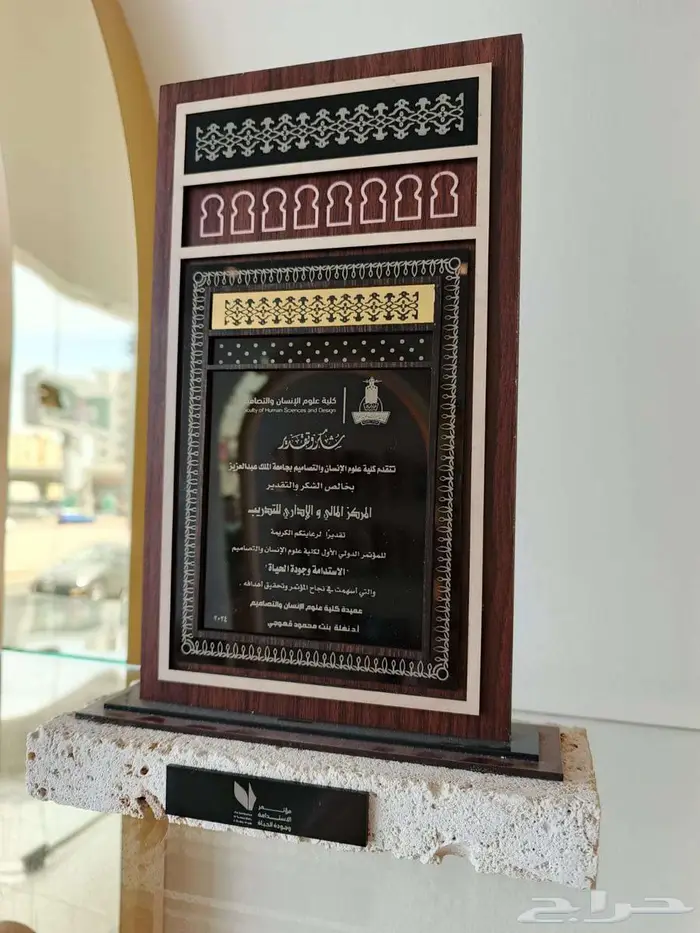 كلية علوم الإنسان والتصاميم
Faculty of Human Sciences and Design
شكر وتقدير
تتقدم كلية علوم الإنسان والتصاميم بجامعة الملك عبدالعزيز
بخالص الشكر والتقدير
المركز المالي و الإداري للتدريب
تقديرًا لرعايتكم الكريمة
للمؤتمر الدولي الأول لكلية علوم الإنسان والتصاميم
"الاستدامة وجودة الحياة"
والتي أسهمت في نجاح المؤتمر وتحقيق أهدافه .
عميدة كلية علوم الإنسان والتصاميم
أ.د.نغلة بنت محمود قهوجي
٢٠٢٤
مؤتمر
الاستدامة
وجودة الحياة
حراج